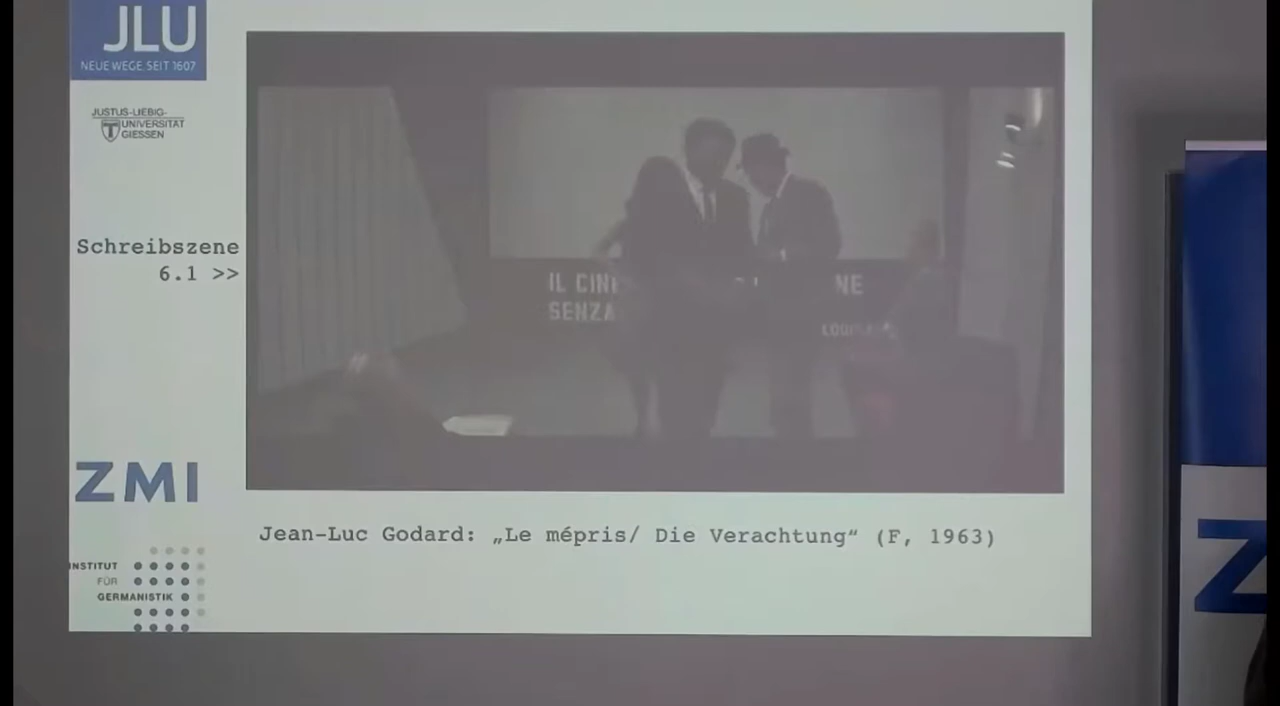 JLU
NEUE WEGE. SEIT 1607
JUSTUS-LIEBIG-
UNIVERSITÄT
GIESSEN
Schreibszene
6.1 >>
IL CIN
NE
SENZA
ZMI
Jean-Luc Godard: „Le mépris/ Die Verachtung“ (F, 1963)
INSTITUT
FÜR
GERMANISTIK
Z